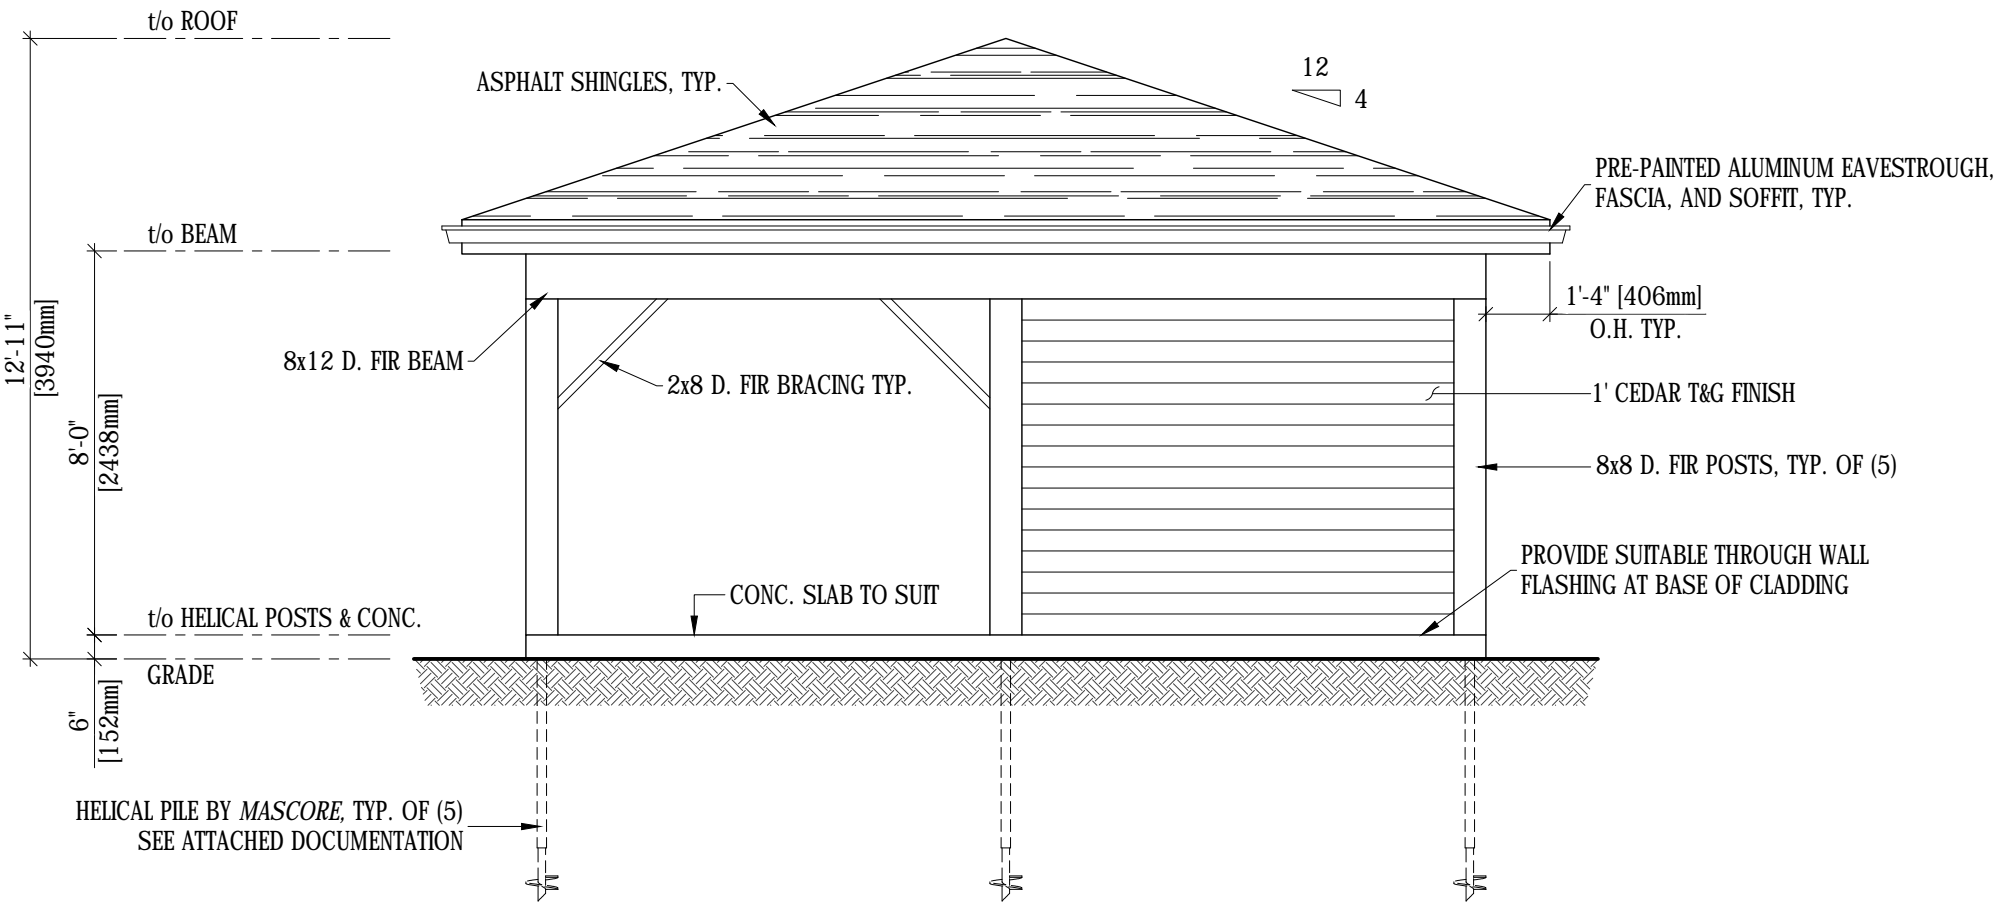 t/o ROOF
ASPHALT SHINGLES, TYP.
12
4
PRE-PAINTED ALUMINUM EAVESTROUGH,
FASCIA, AND SOFFIT, TYP.
t/o BEAM
1'-4" [406mm]
O.H. TYP.
12'-11"
[3940mm]
8x12 D. FIR BEAM
2x8 D. FIR BRACING TYP.
1' CEDAR T&G FINISH
8'-0"
[2438mm]
8x8 D. FIR POSTS, TYP. OF (5)
PROVIDE SUITABLE THROUGH WALL
FLASHING AT BASE OF CLADDING
CONC. SLAB TO SUIT
t/o HELICAL POSTS & CONC.
GRADE
6"
[152mm]
HELICAL PILE BY MASCORE, TYP. OF (5)
SEE ATTACHED DOCUMENTATION